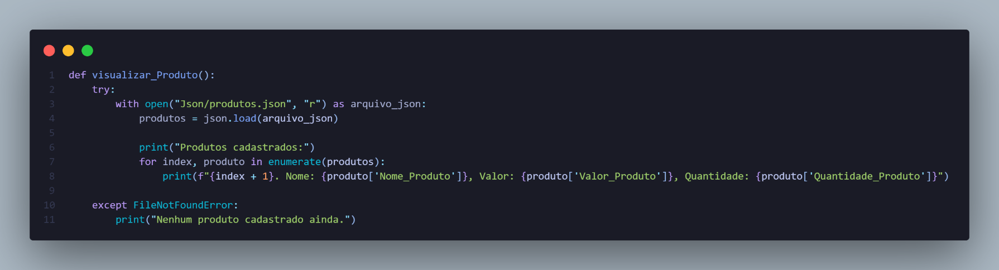 1 def visualizar_Produto():
2     try:
3         with open("Json/produtos.json", "r") as arquivo_json:
4             produtos = json.load(arquivo_json)
5
6             print("Produtos cadastrados:")
7             for index, produto in enumerate(produtos):
8                 print(f"{index + 1}. Nome: {produto['Nome_Produto']}, Valor: {produto['Valor_Produto']}, Quantidade: {produto['Quantidade_Produto']}")
9
10     except FileNotFoundError:
11         print("Nenhum produto cadastrado ainda.")